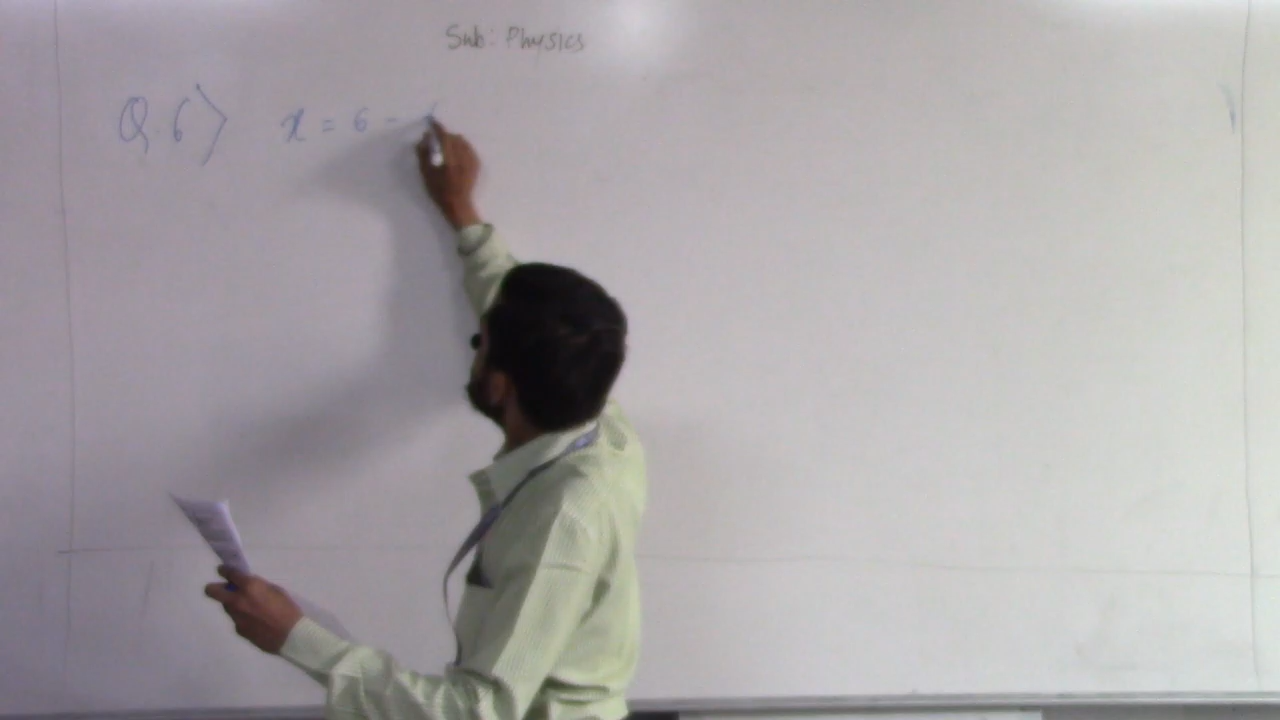 Sub: Physics
Q.6) x = 6 -